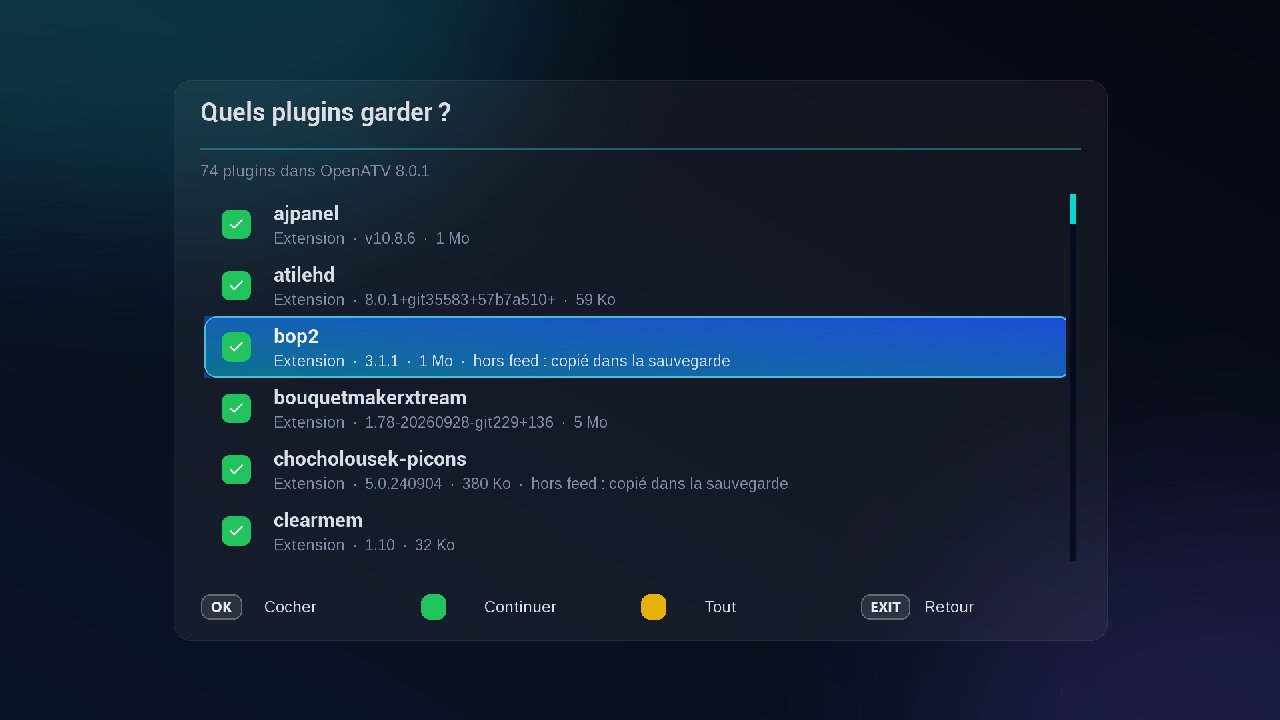 Quels plugins garder ?
74 plugins dans OpenATV 8.0.1
ajpanel
Extension · v10.8.6 · 1 Mo
atilehd
Extension · 8.0.1+git35583+57b7a510+ · 59 Ko
bop2
Extension · 3.1.1 · 1 Mo · hors feed : copié dans la sauvegarde
bouquetmakerxtream
Extension · 1.78-20260928-git229+136 · 5 Mo
chocholousek-picons
Extension · 5.0.240904 · 380 Ko · hors feed : copié dans la sauvegarde
clearmem
Extension · 1.10 · 32 Ko
OK Cocher Continuer Tout EXIT Retour